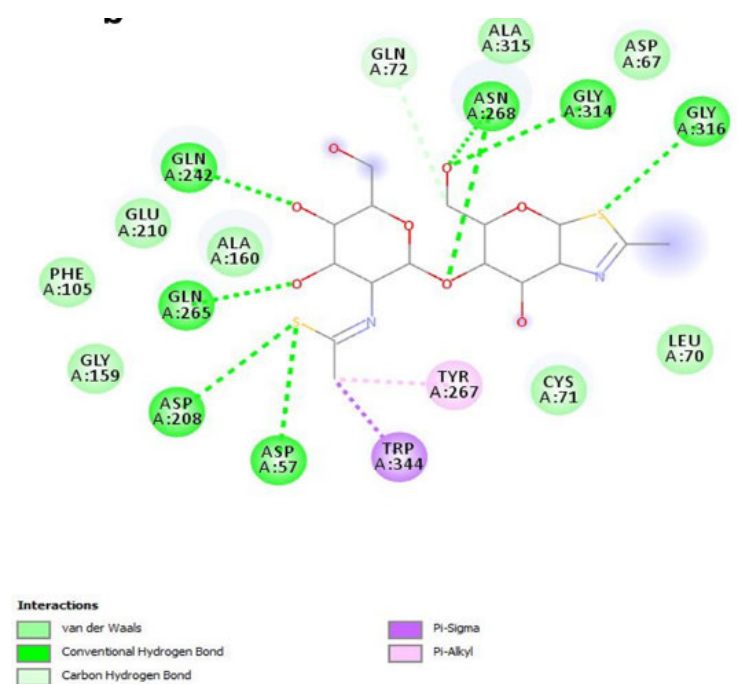 b
GLN
A:72
ALA
A:315
ASP
A:67
ASN
A:268
GLY
A:314
GLY
A:316
GLN
A:242
GLU
A:210
ALA
A:160
PHE
A:105
GLN
A:265
GLY
A:159
ASP
A:208
ASP
A:57
TYR
A:267
TRP
A:344
CYS
A:71
LEU
A:70
O
O
O
O
O
O
O
O
S
N
S
N
Interactions
van der Waals
Conventional Hydrogen Bond
Carbon Hydrogen Bond
Pi-Sigma
Pi-Alkyl